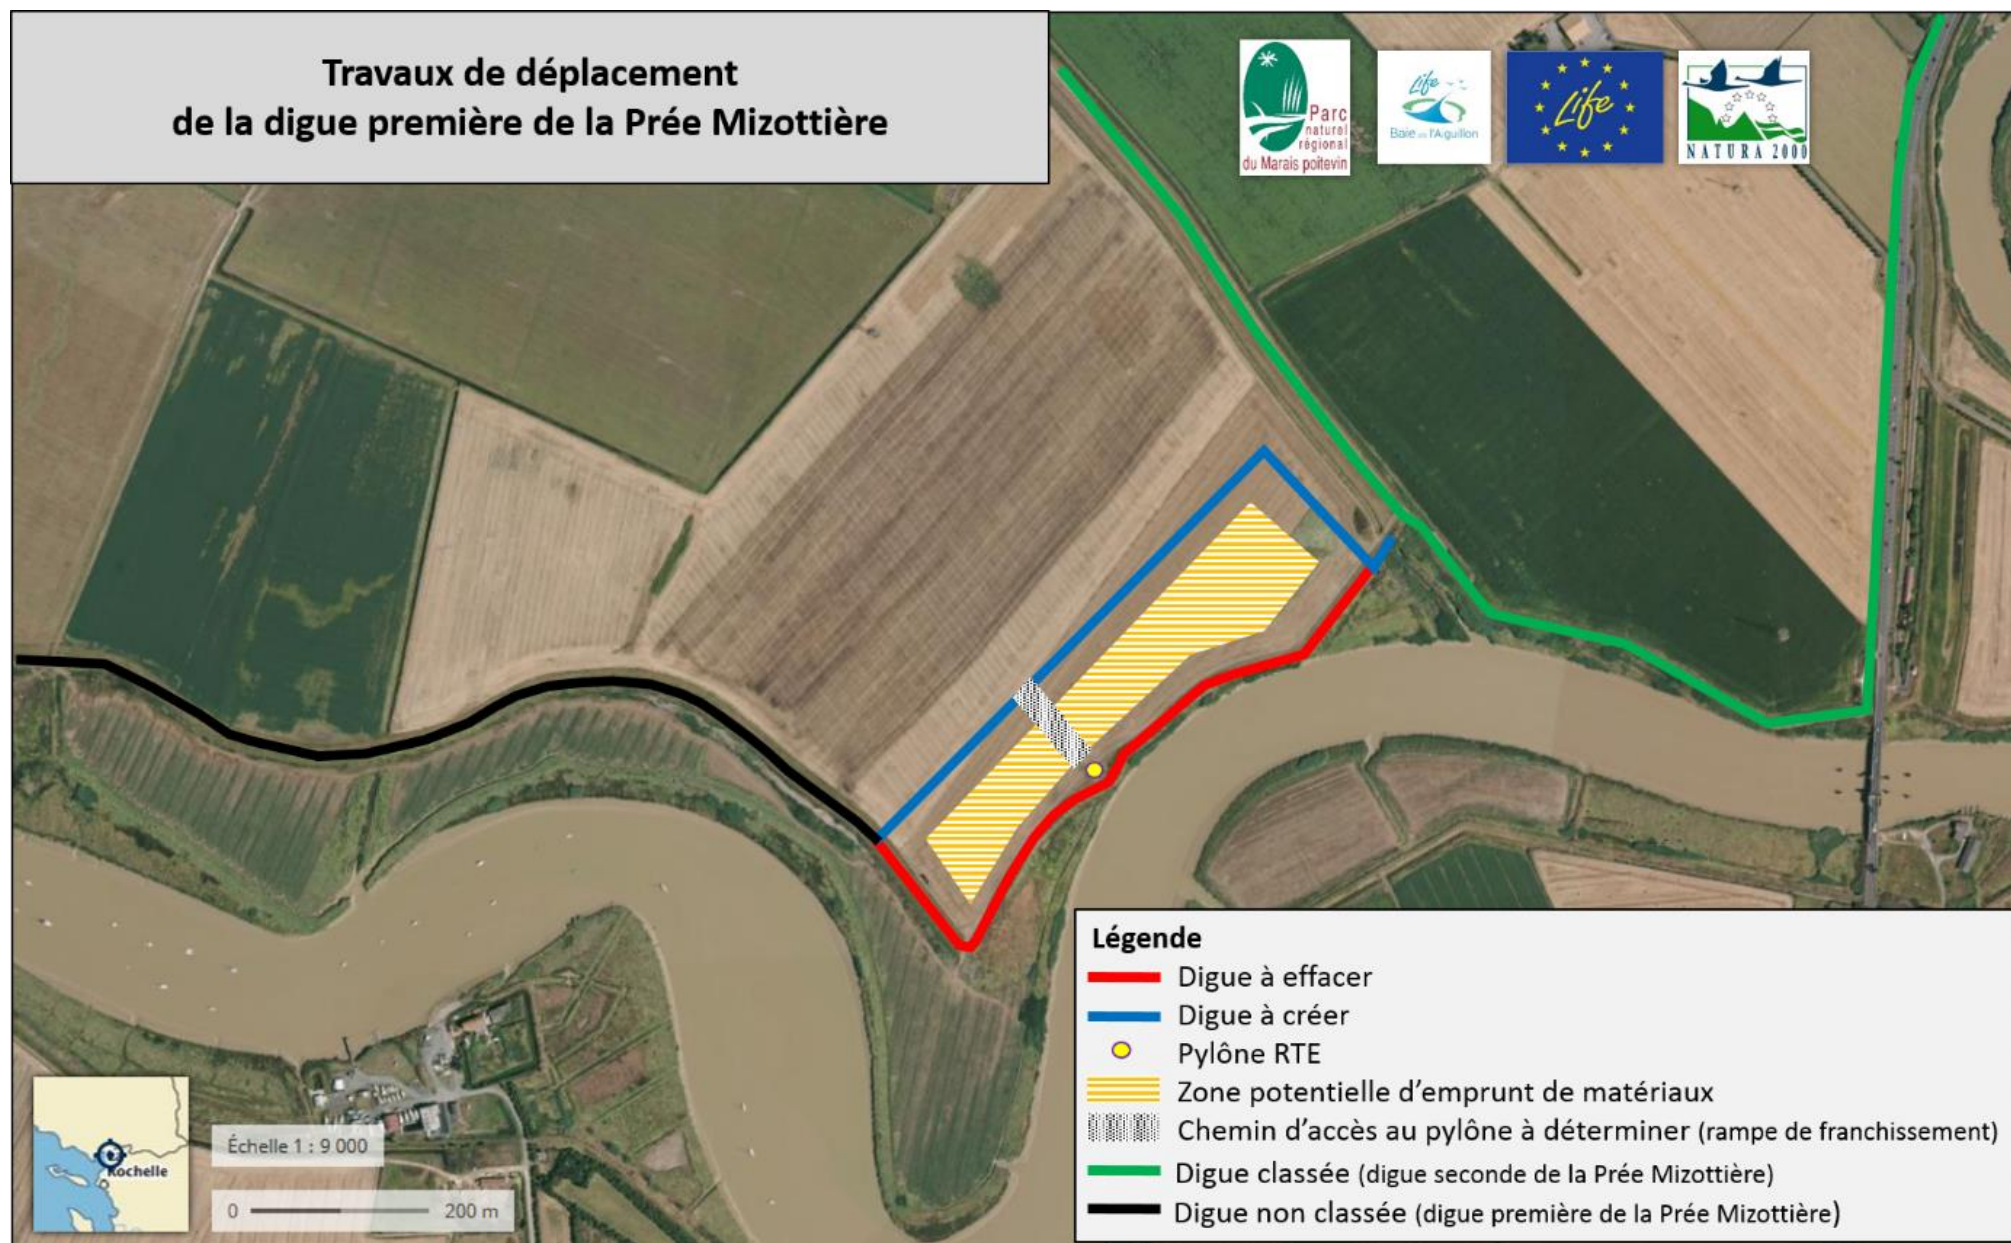 Travaux de déplacement
de la digue première de la Prée Mizottière
Parc
naturel
régional
du Marais poitevin
Life
Baie de l'Aiguillon
Life
NATURA 2000
Légende
Digue à effacer
Digue à créer
Pylône RTE
Zone potentielle d'emprunt de matériaux
Chemin d'accès au pylône à déterminer (rampe de franchissement)
Digue classée (digue seconde de la Prée Mizottière)
Digue non classée (digue première de la Prée Mizottière)
Échelle 1 : 9 000
0 200 m
Rochelle